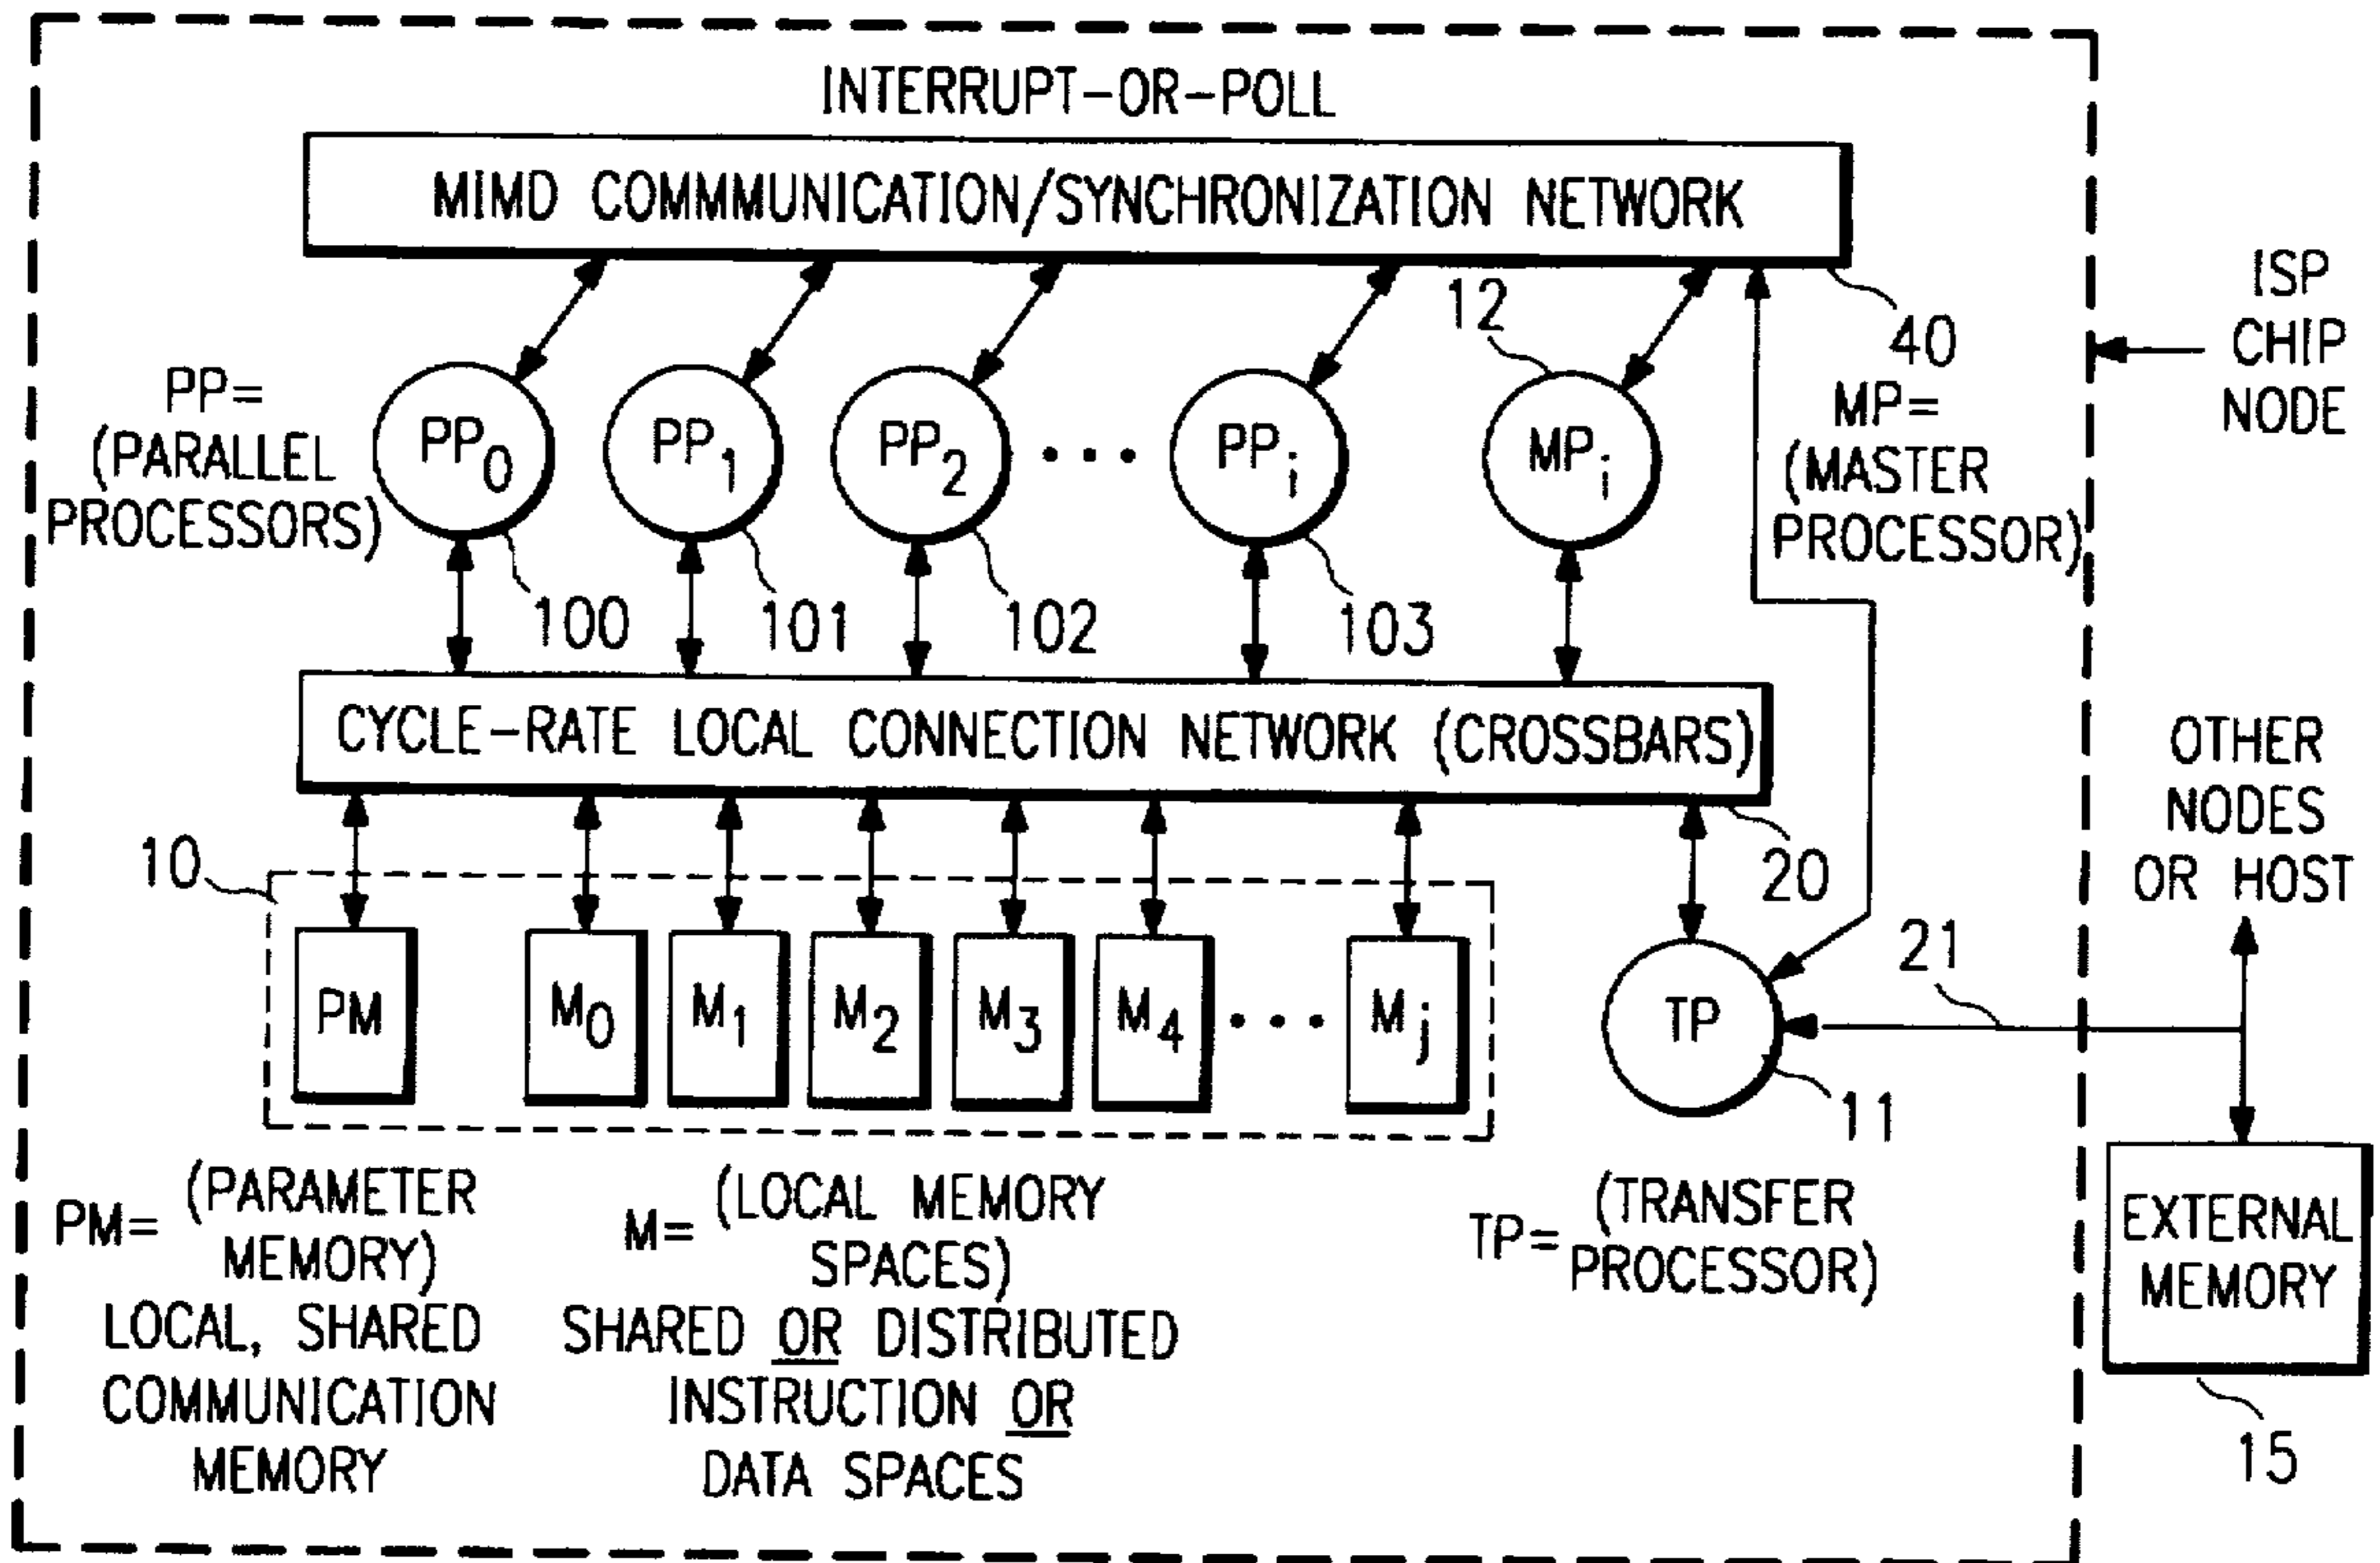 INTERRUPT-OR-POLL
MIMD COMMMUNICATION/SYNCHRONIZATION NETWORK
12
40
ISP
CHIP
NODE
PP=
(PARALLEL
PROCESSORS)
PP0
PP1
PP2
• • •
PPi
MPi
MP=
(MASTER
PROCESSOR)
100
101
102
103
CYCLE-RATE LOCAL CONNECTION NETWORK (CROSSBARS)
OTHER
NODES
OR HOST
10
20
21
PM
M0
M1
M2
M3
M4
• • •
Mj
TP
11
PM= (PARAMETER
MEMORY)
LOCAL, SHARED
COMMUNICATION
MEMORY
M= (LOCAL MEMORY
SPACES)
SHARED OR DISTRIBUTED
INSTRUCTION OR
DATA SPACES
TP= (TRANSFER
PROCESSOR)
EXTERNAL
MEMORY
15